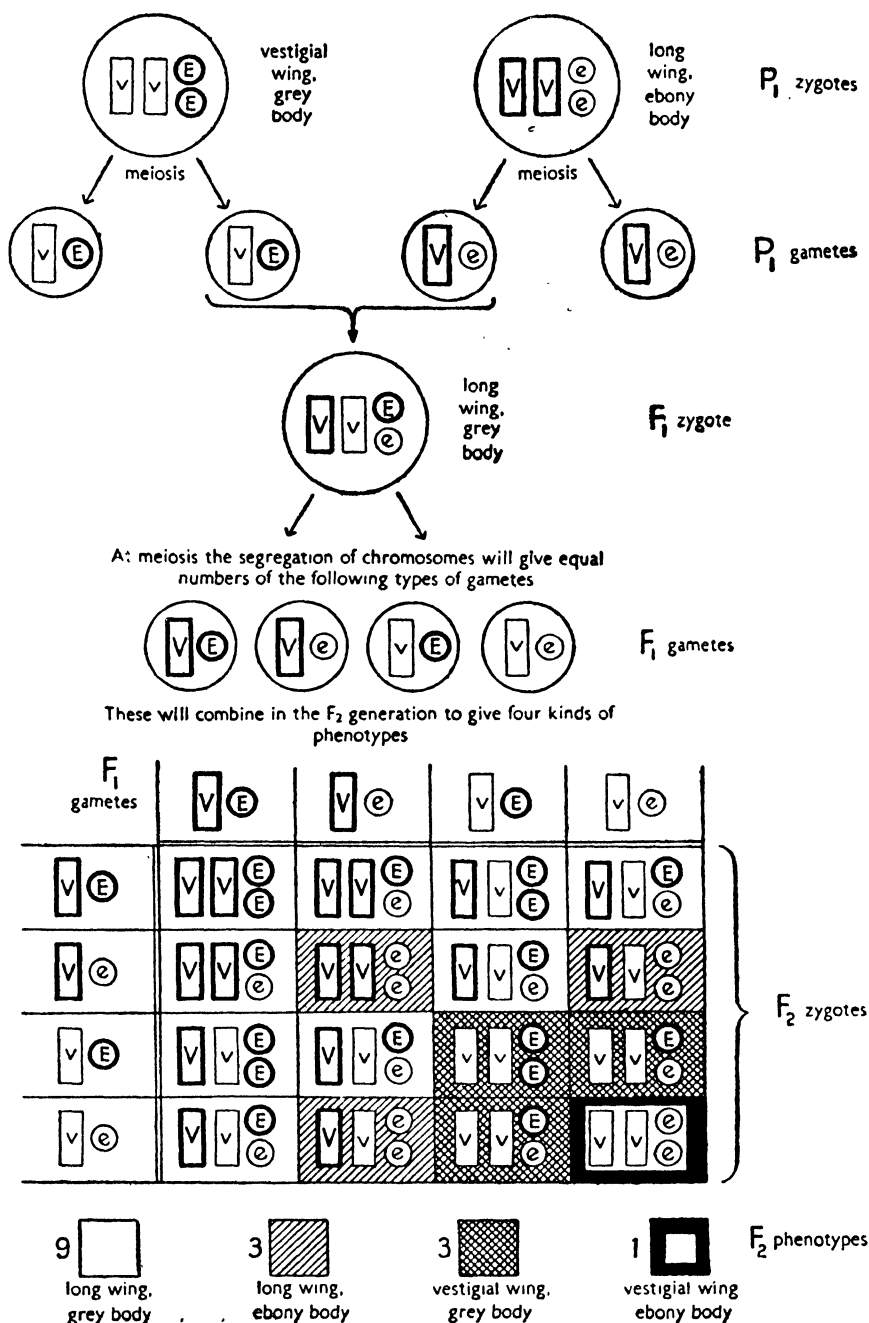 vestigial
wing,
grey
body
long
wing,
ebony
body
P₁ zygotes
v v E E
V V e e
meiosis
meiosis
v E
v E
V e
V e
P₁ gametes
V v E e
long
wing,
grey
body
F₁ zygote
At meiosis the segregation of chromosomes will give equal
numbers of the following types of gametes
V E
V e
v E
v e
F₁ gametes
These will combine in the F₂ generation to give four kinds of
phenotypes
F₁
gametes
V E
V e
v E
v e
V E
V V E E
V V E e
V v E E
V v E e
V e
V V E e
V V e e
V v E e
V v e e
v E
V v E E
V v E e
v v E E
v v E e
v e
V v E e
V v e e
v v E e
v v e e
F₂ zygotes
9
long wing,
grey body
3
long wing,
ebony body
3
vestigial wing,
grey body
1
vestigial wing
ebony body
F₂ phenotypes